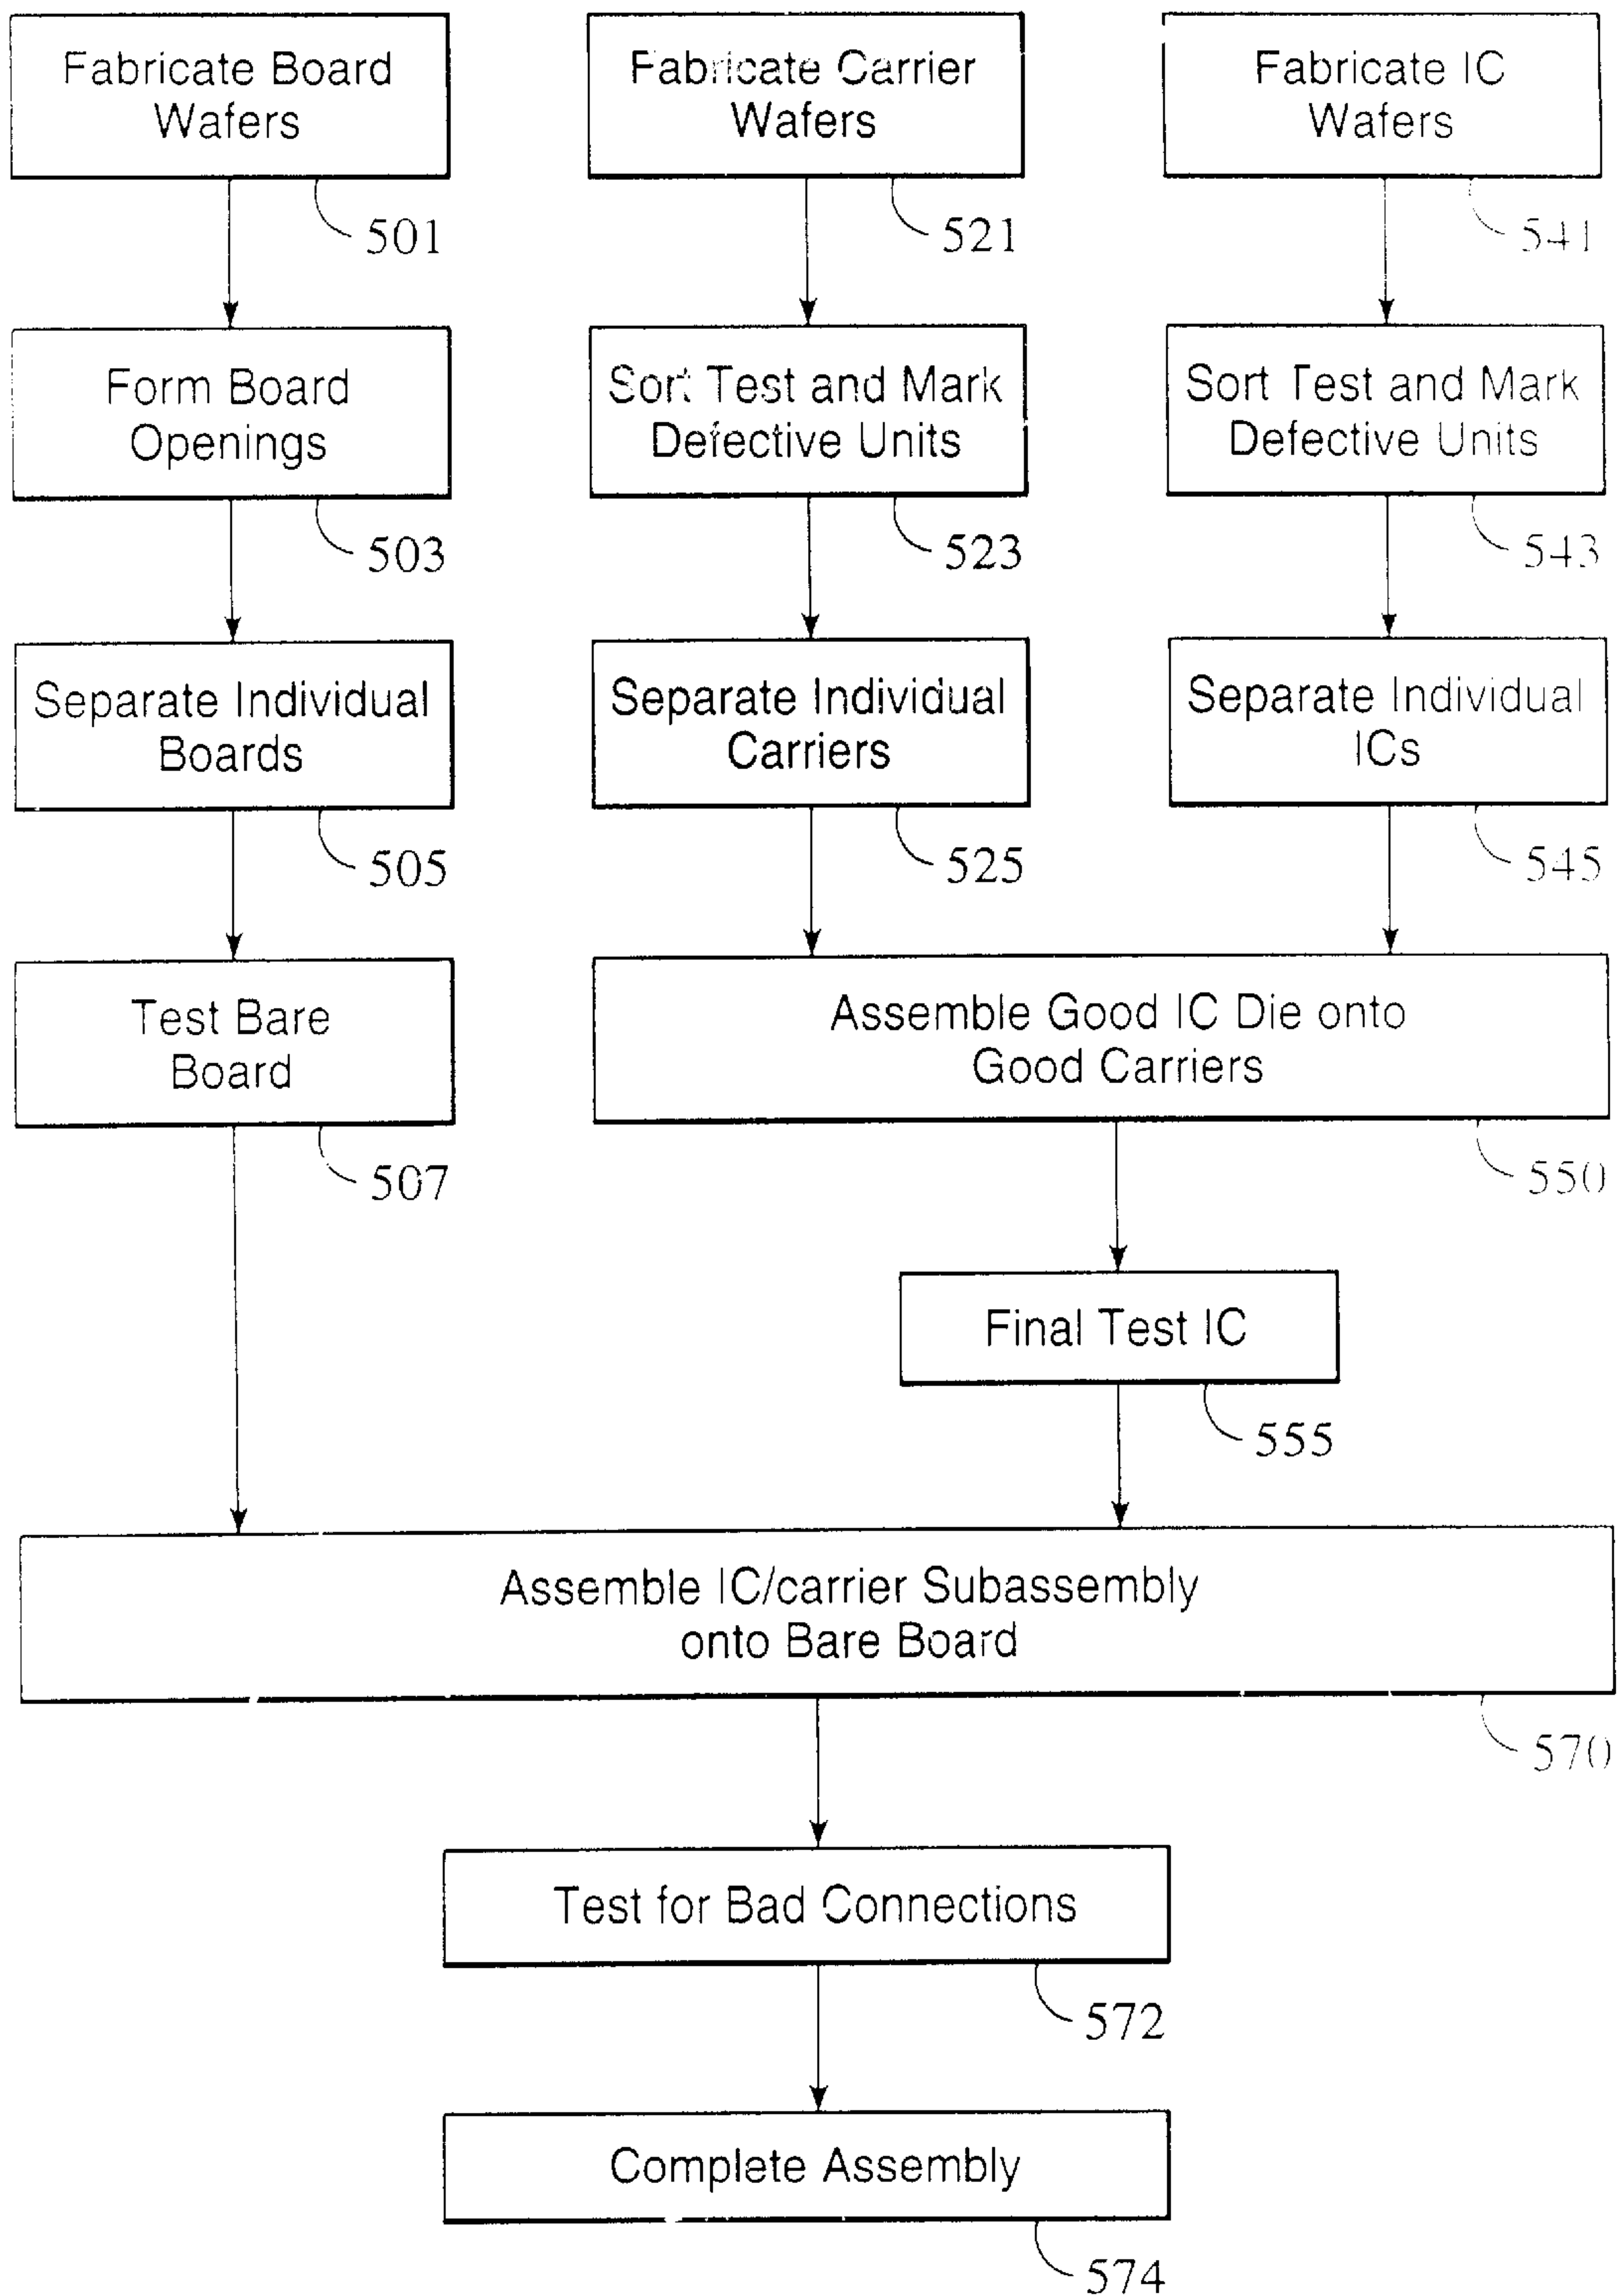 Fabricate Board
Wafers
501
Fabricate Carrier
Wafers
521
Fabricate IC
Wafers
541
Form Board
Openings
503
Sort Test and Mark
Defective Units
523
Sort Test and Mark
Defective Units
543
Separate Individual
Boards
505
Separate Individual
Carriers
525
Separate Individual
ICs
545
Test Bare
Board
507
Assemble Good IC Die onto
Good Carriers
550
Final Test IC
555
Assemble IC/carrier Subassembly
onto Bare Board
570
Test for Bad Connections
572
Complete Assembly
574